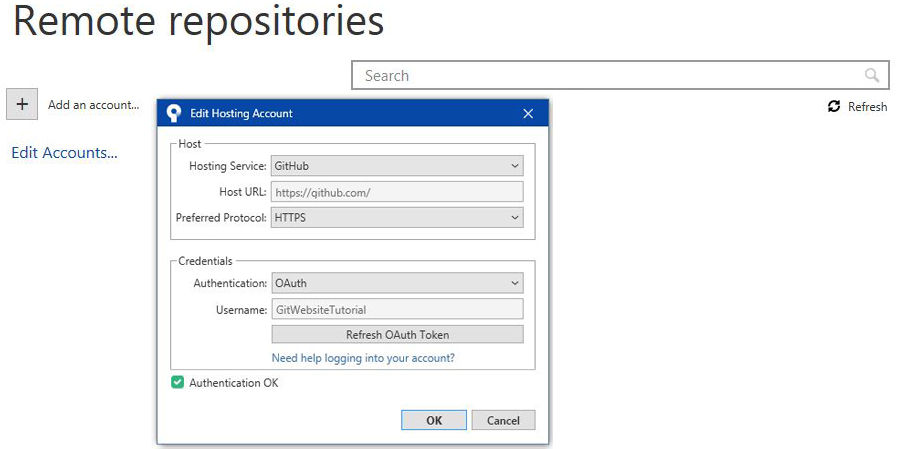 Remote repositories
Search
+ Add an account...
Refresh
Edit Accounts...
Edit Hosting Account
Host
Hosting Service: GitHub
Host URL: https://github.com/
Preferred Protocol: HTTPS
Credentials
Authentication: OAuth
Username: GitWebsiteTutorial
Refresh OAuth Token
Need help logging into your account?
Authentication OK
OK Cancel